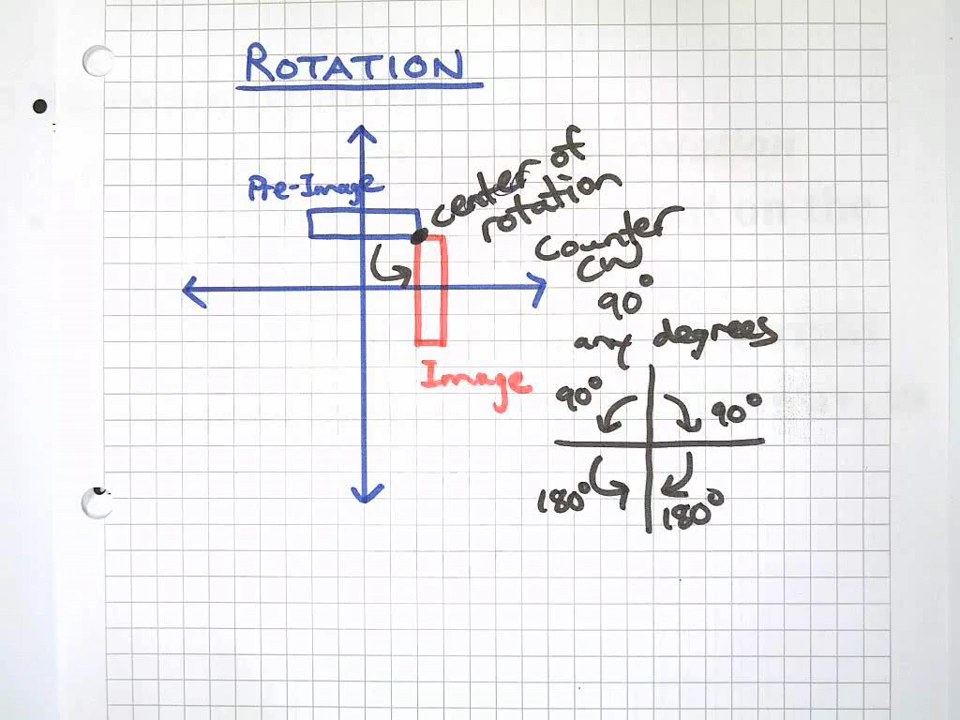 ROTATION
Pre-Image
center of
rotation
Counter
CW
90°
any degrees
Image
90°
90°
180°
180°